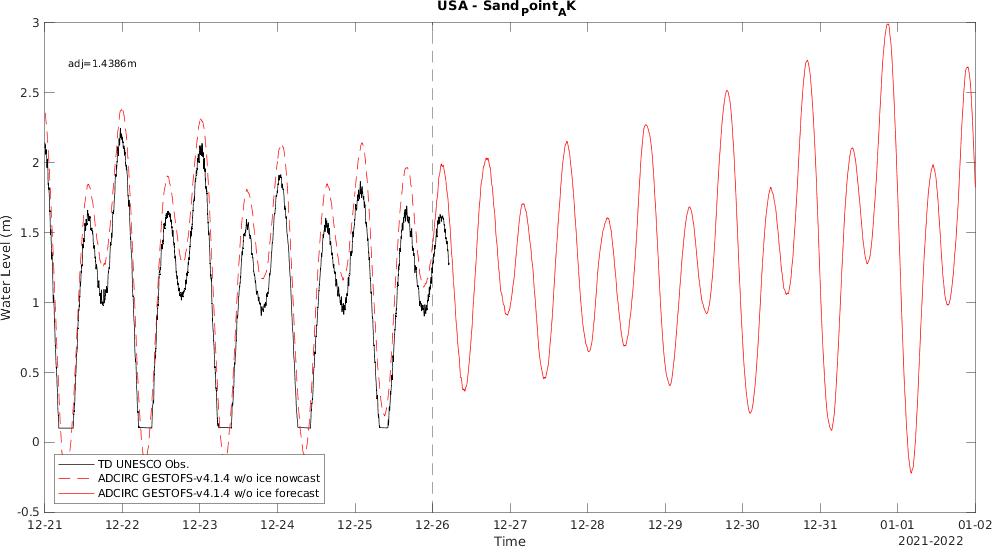 USA - Sand_Point_AK
adj=1.4386m
Water Level (m)
3
2.5
2
1.5
1
0.5
0
-0.5
TD UNESCO Obs.
ADCIRC GESTOFS-v4.1.4 w/o ice nowcast
ADCIRC GESTOFS-v4.1.4 w/o ice forecast
12-21 12-22 12-23 12-24 12-25 12-26 12-27 12-28 12-29 12-30 12-31 01-01 01-02
Time
2021-2022